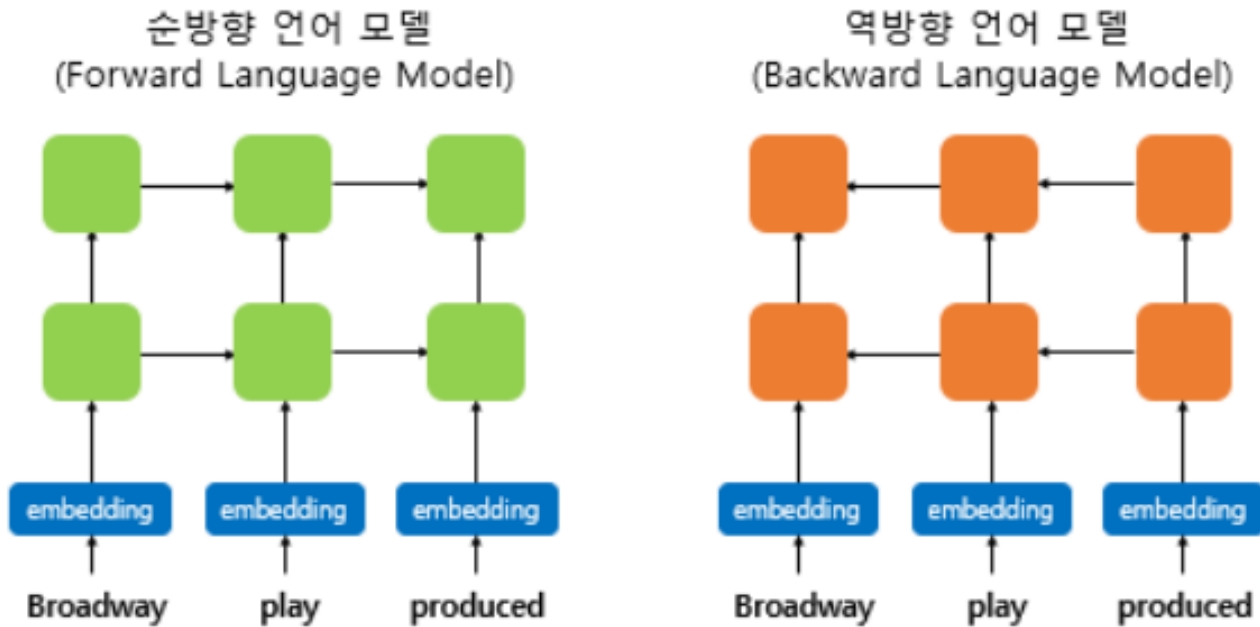 순방향 언어 모델
(Forward Language Model)
embedding embedding embedding
Broadway play produced
역방향 언어 모델
(Backward Language Model)
embedding embedding embedding
Broadway play produced